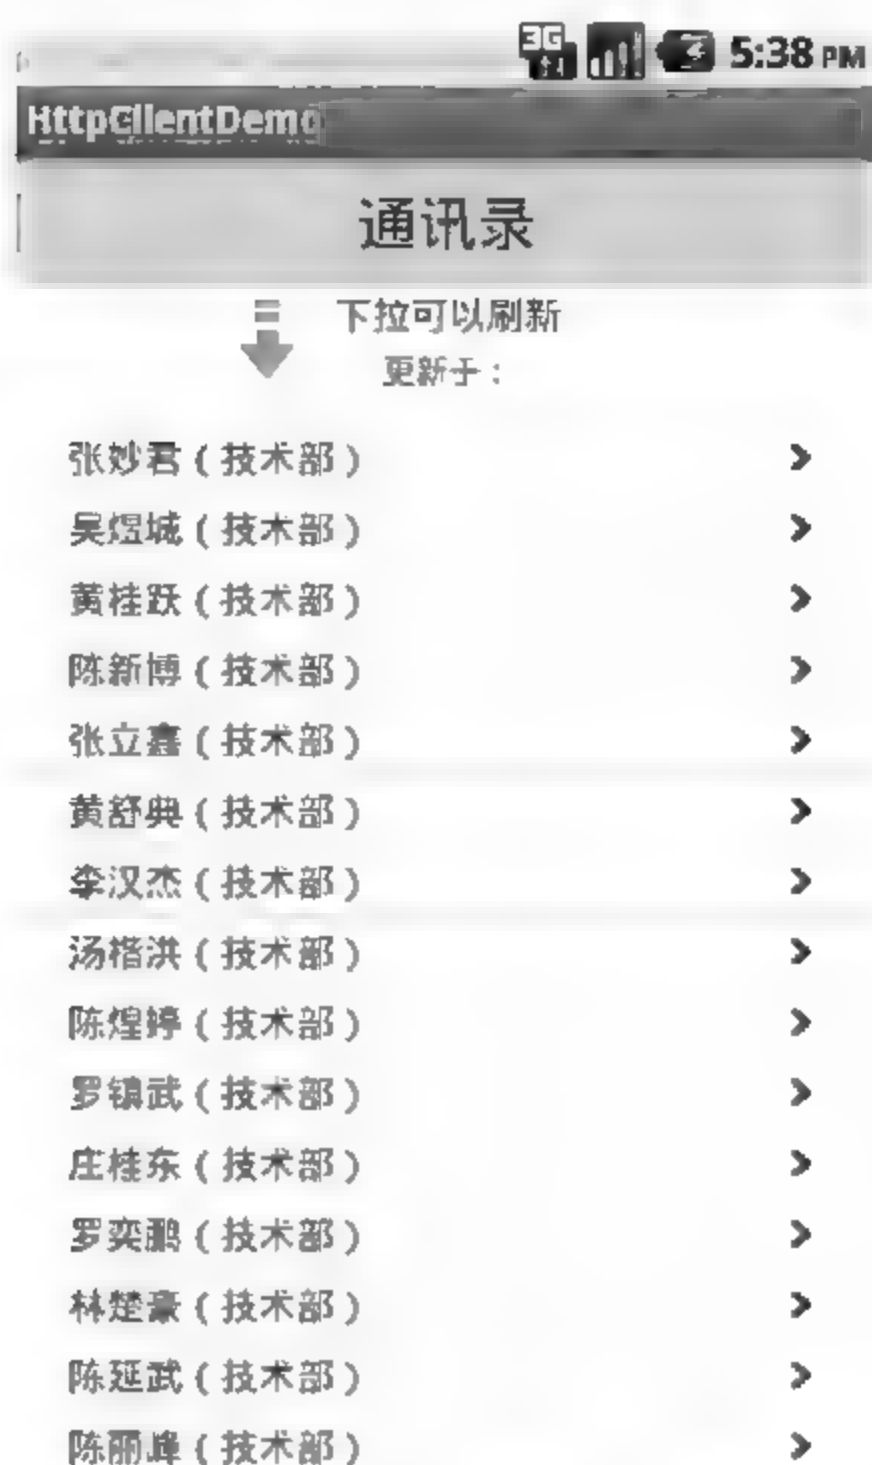 3G 5:38 PM
HttpClientDemo
通讯录
下拉可以刷新
更新于：
张妙君（技术部）
吴煜城（技术部）
黄桂跃（技术部）
陈新博（技术部）
张立鑫（技术部）
黄舒典（技术部）
李汉杰（技术部）
汤楷洪（技术部）
陈煌婷（技术部）
罗镇武（技术部）
庄桂东（技术部）
罗奕鹏（技术部）
林楚豪（技术部）
陈延武（技术部）
陈丽峰（技术部）